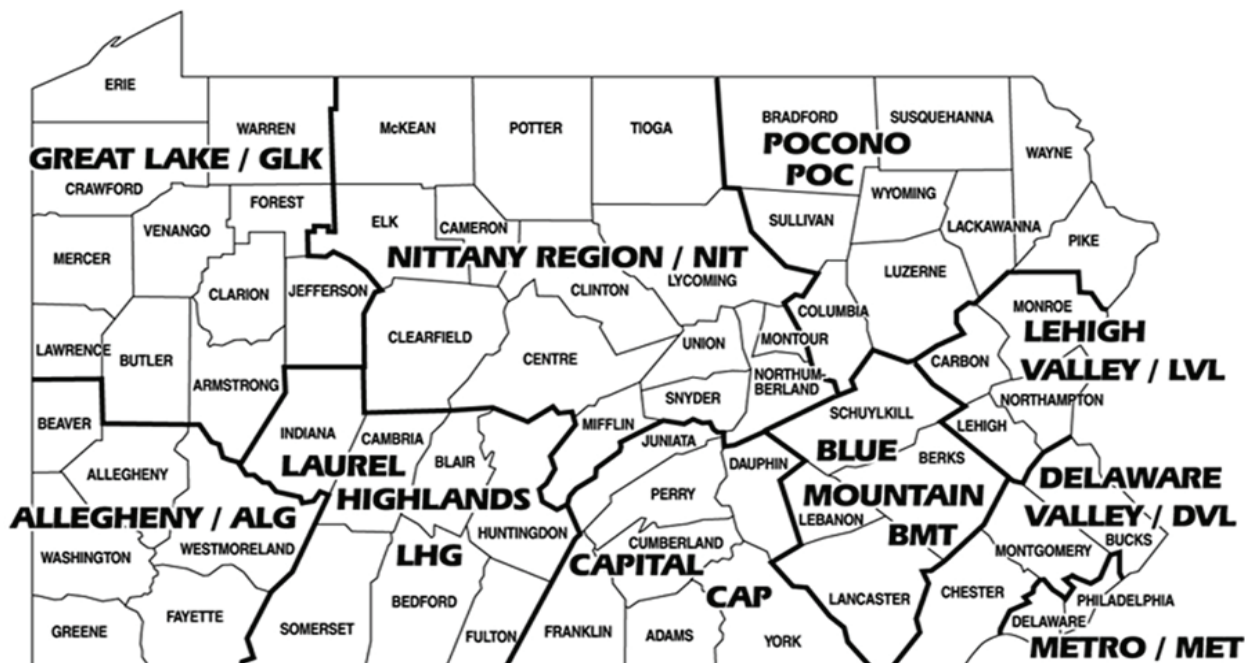 ERIE
WARREN
McKEAN
POTTER
TIOGA
BRADFORD
SUSQUEHANNA
WAYNE
GREAT LAKE / GLK
POCONO
POC
CRAWFORD
FOREST
ELK
CAMERON
SULLIVAN
WYOMING
LACKAWANNA
PIKE
VENANGO
MERCER
NITTANY REGION / NIT
LYCOMING
LUZERNE
CLARION
JEFFERSON
CLINTON
COLUMBIA
MONROE
LEHIGH
VALLEY / LVL
LAWRENCE
BUTLER
CLEARFIELD
CENTRE
UNION
MONTOUR
CARBON
ARMSTRONG
NORTHUM-
BERLAND
SNYDER
NORTHAMPTON
BEAVER
INDIANA
CAMBRIA
MIFFLIN
JUNIATA
SCHUYLKILL
LEHIGH
ALLEGHENY
LAUREL
HIGHLANDS
LHG
BLAIR
DAUPHIN
BLUE
MOUNTAIN
BMT
BERKS
DELAWARE
VALLEY / DVL
PERRY
LEBANON
ALLEGHENY / ALG
HUNTINGDON
CUMBERLAND
BUCKS
WASHINGTON
WESTMORELAND
CAPITAL
CAP
MONTGOMERY
GREENE
FAYETTE
SOMERSET
BEDFORD
FULTON
FRANKLIN
ADAMS
YORK
LANCASTER
CHESTER
DELAWARE
PHILADELPHIA
METRO / MET